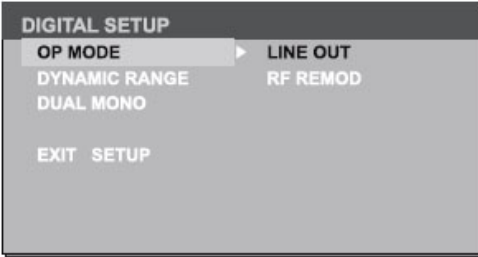 DIGITAL SETUP
OP MODE LINE OUT
DYNAMIC RANGE RF REMOD
DUAL MONO
EXIT SETUP